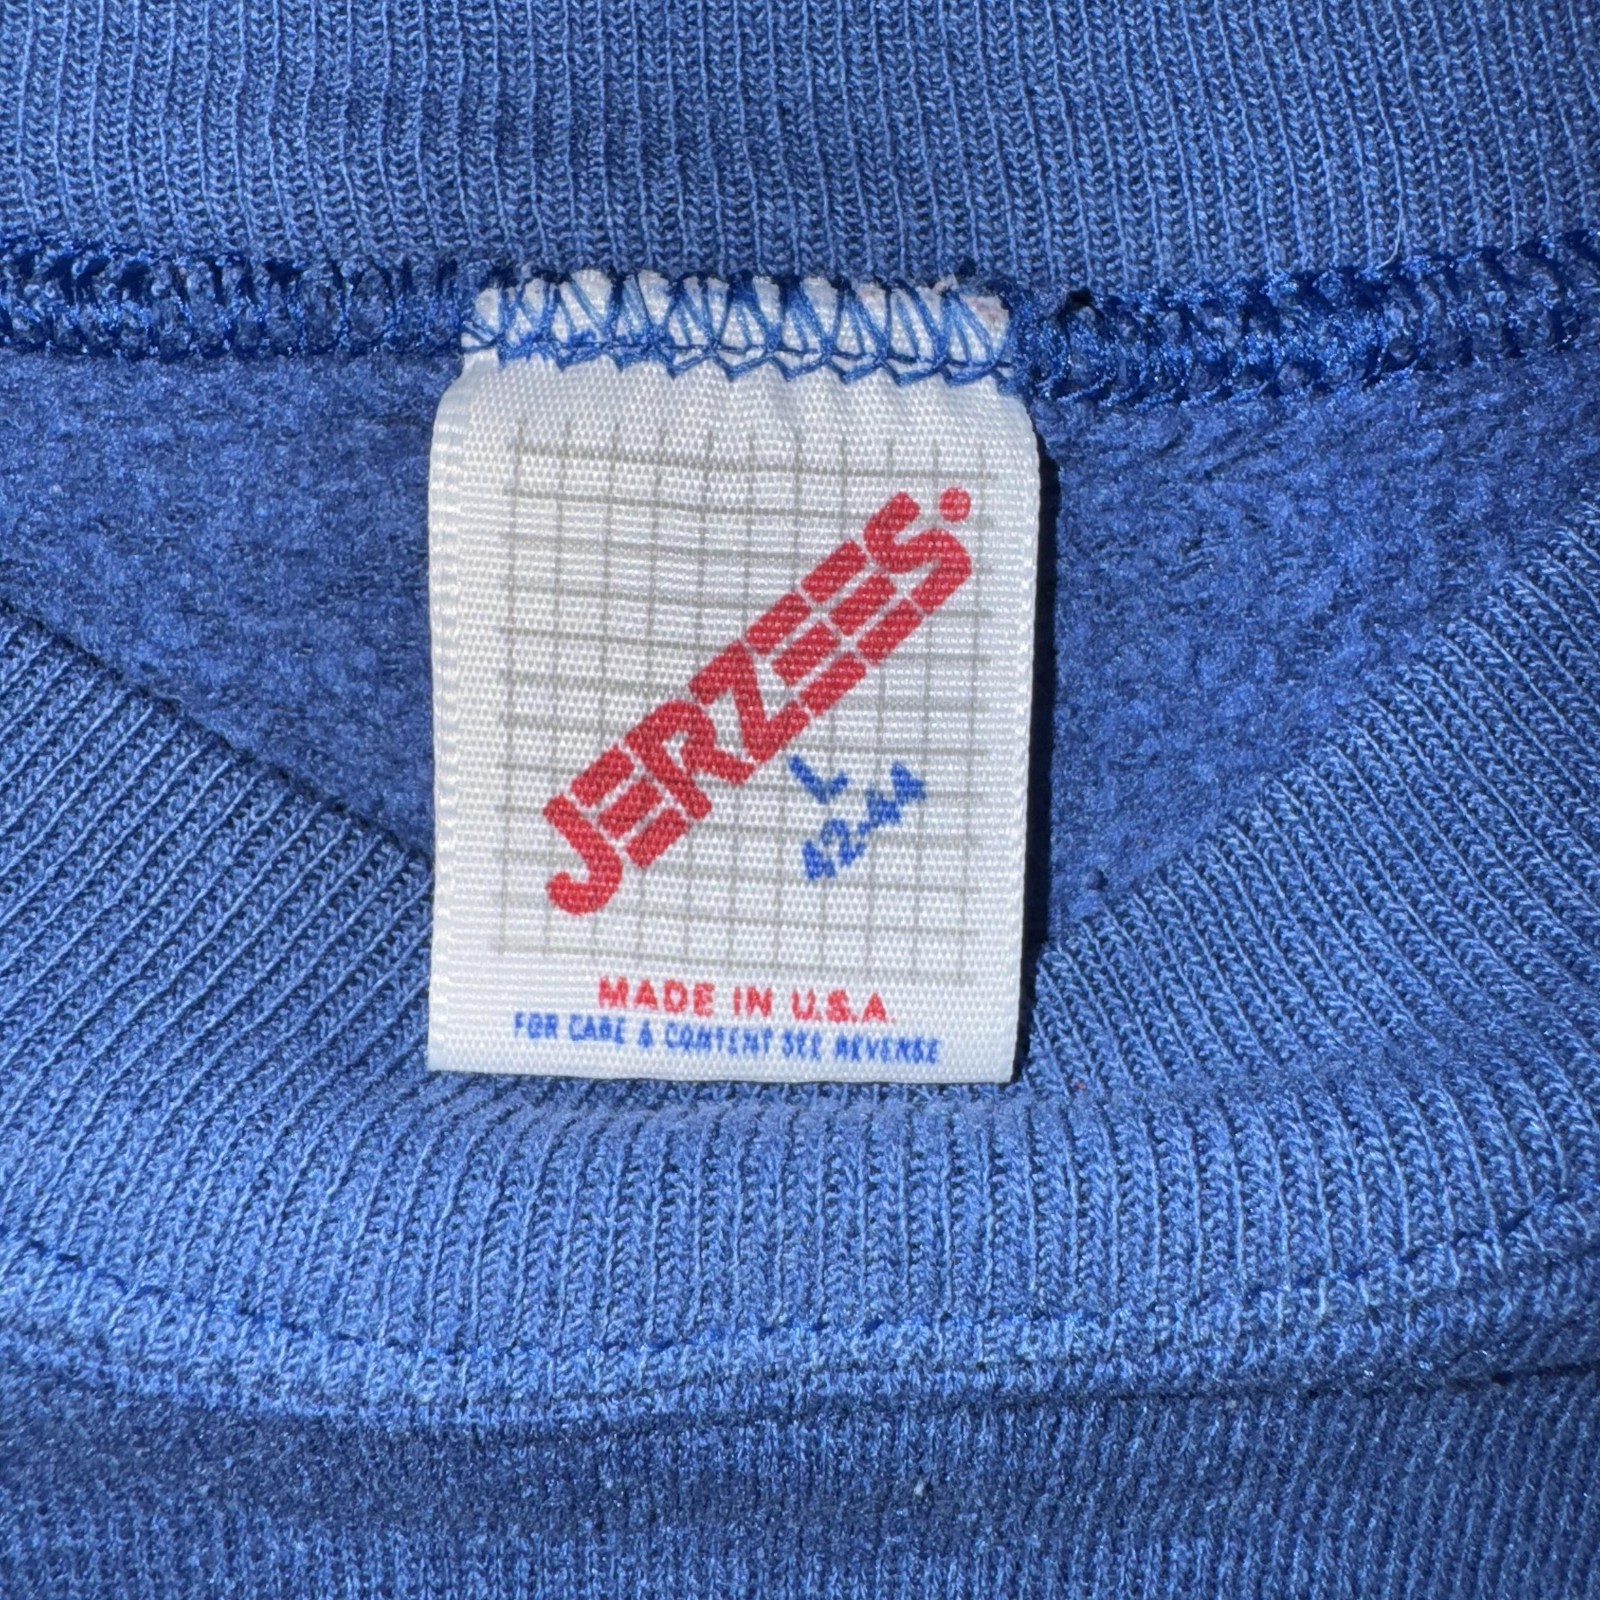 JERZEES.
L
42-44
MADE IN U.S.A
FOR CARE & CONTENT SEE REVERSE